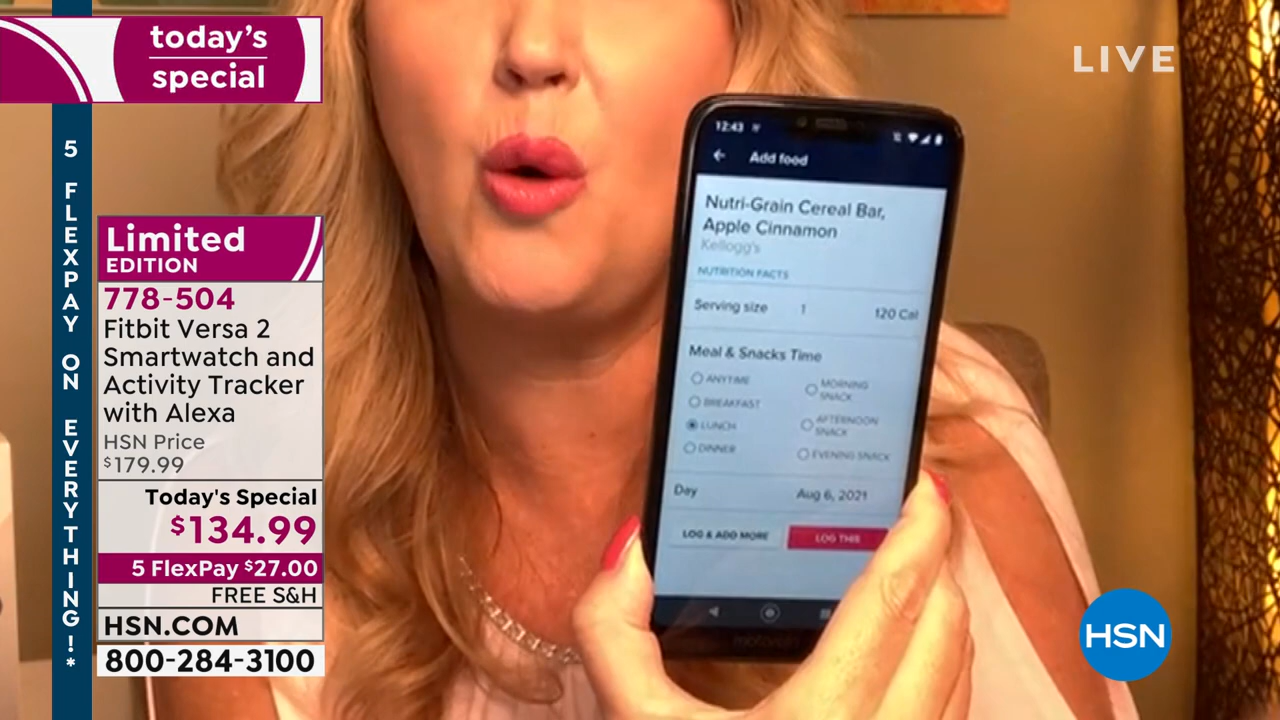 today's
special
LIVE
5 FLEXPAY ON EVERYTHING!*
Limited
EDITION
778-504
Fitbit Versa 2
Smartwatch and
Activity Tracker
with Alexa
HSN Price
$179.99
Today's Special
$134.99
5 FlexPay $27.00
FREE S&H
HSN.COM
800-284-3100
12:43
Add food
Nutri-Grain Cereal Bar,
Apple Cinnamon
Kellogg's
NUTRITION FACTS
Serving size 1 120 Cal
Meal & Snacks Time
ANYTIME
BREAKFAST
LUNCH
DINNER
MORNING
SNACK
AFTERNOON
SNACK
EVENING SNACK
Day Aug 6, 2021
LOG & ADD MORE LOG THIS
motorola
HSN